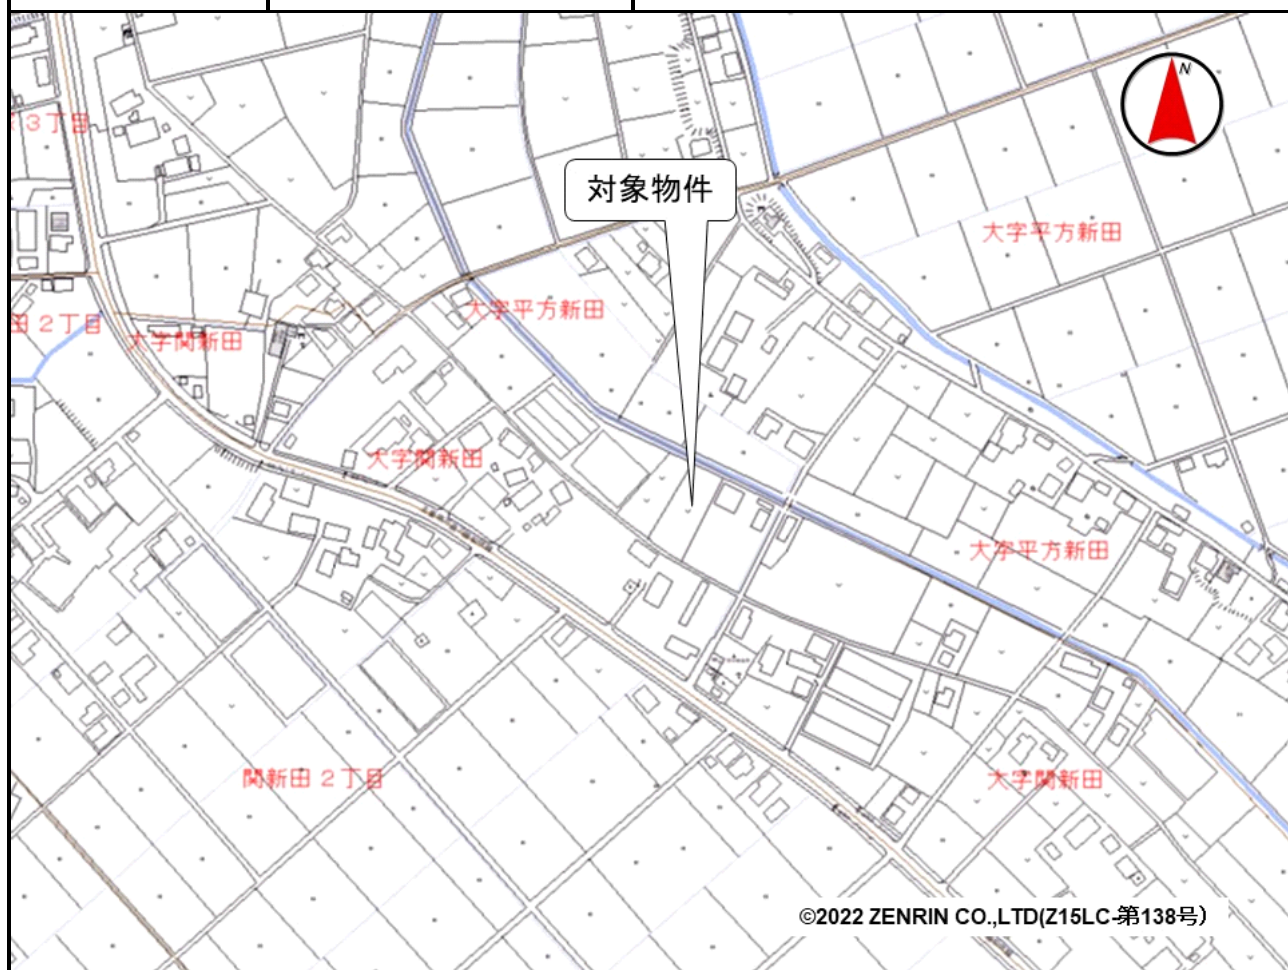 N
3丁目
対象物件
大字平方新田
大字平方新田
2丁目
大字関新田
大字関新田
大字平方新田
関新田2丁目
大字関新田
©2022 ZENRIN CO.,LTD(Z15LC-第138号)